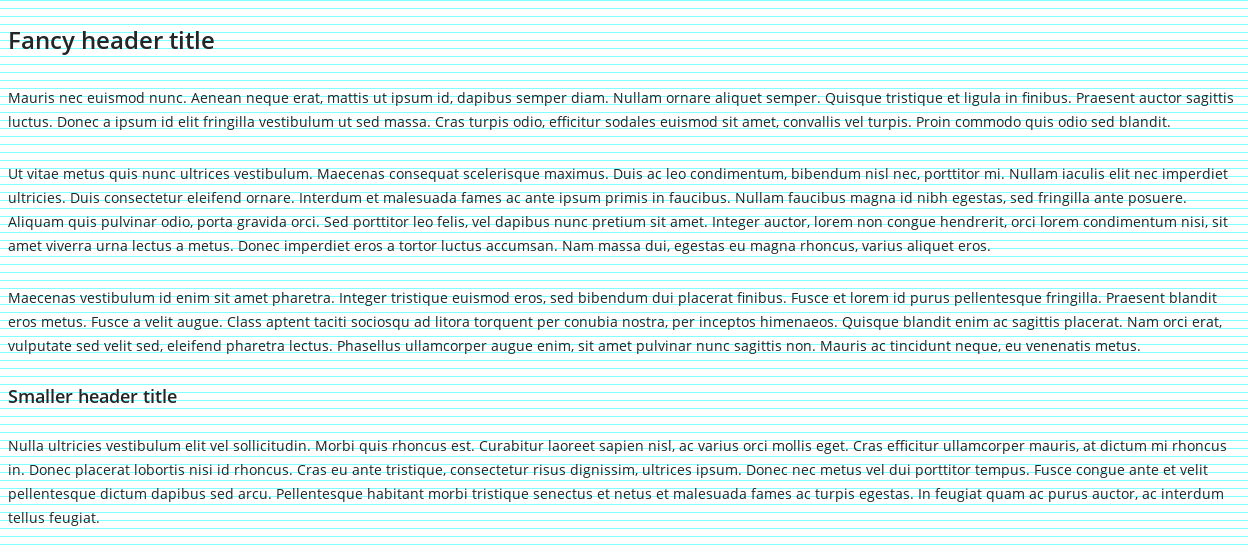 Fancy header title
Mauris nec euismod nunc. Aenean neque erat, mattis ut ipsum id, dapibus semper diam. Nullam ornare aliquet semper. Quisque tristique et ligula in finibus. Praesent auctor sagittis
luctus. Donec a ipsum id elit fringilla vestibulum ut sed massa. Cras turpis odio, efficitur sodales euismod sit amet, convallis vel turpis. Proin commodo quis odio sed blandit.
Ut vitae metus quis nunc ultrices vestibulum. Maecenas consequat scelerisque maximus. Duis ac leo condimentum, bibendum nisl nec, porttitor mi. Nullam iaculis elit nec imperdiet
ultricies. Duis consectetur eleifend ornare. Interdum et malesuada fames ac ante ipsum primis in faucibus. Nullam faucibus magna id nibh egestas, sed fringilla ante posuere.
Aliquam quis pulvinar odio, porta gravida orci. Sed porttitor leo felis, vel dapibus nunc pretium sit amet. Integer auctor, lorem non congue hendrerit, orci lorem condimentum nisi, sit
amet viverra urna lectus a metus. Donec imperdiet eros a tortor luctus accumsan. Nam massa dui, egestas eu magna rhoncus, varius aliquet eros.
Maecenas vestibulum id enim sit amet pharetra. Integer tristique euismod eros, sed bibendum dui placerat finibus. Fusce et lorem id purus pellentesque fringilla. Praesent blandit
eros metus. Fusce a velit augue. Class aptent taciti sociosqu ad litora torquent per conubia nostra, per inceptos himenaeos. Quisque blandit enim ac sagittis placerat. Nam orci erat,
vulputate sed velit sed, eleifend pharetra lectus. Phasellus ullamcorper augue enim, sit amet pulvinar nunc sagittis non. Mauris ac tincidunt neque, eu venenatis metus.
Smaller header title
Nulla ultricies vestibulum elit vel sollicitudin. Morbi quis rhoncus est. Curabitur laoreet sapien nisl, ac varius orci mollis eget. Cras efficitur ullamcorper mauris, at dictum mi rhoncus
in. Donec placerat lobortis nisi id rhoncus. Cras eu ante tristique, consectetur risus dignissim, ultrices ipsum. Donec nec metus vel dui porttitor tempus. Fusce congue ante et velit
pellentesque dictum dapibus sed arcu. Pellentesque habitant morbi tristique senectus et netus et malesuada fames ac turpis egestas. In feugiat quam ac purus auctor, ac interdum
tellus feugiat.